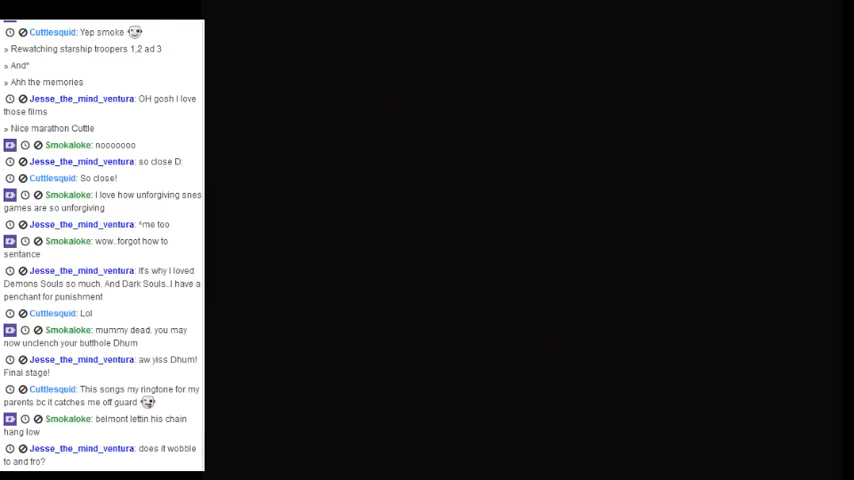 Cuttlesquid: Yep smoke
» Rewatching starship troopers 1,2 ad 3
» And*
» Ahh the memories
Jesse_the_mind_ventura: OH gosh I love
those films
» Nice marathon Cuttle
Smokaloke: nooooooo
Jesse_the_mind_ventura: so close D:
Cuttlesquid: So close!
Smokaloke: I love how unforgiving snes
games are so unforgiving
Jesse_the_mind_ventura: ^me too
Smokaloke: wow..forgot how to
sentance
Jesse_the_mind_ventura: It's why I loved
Demons Souls so much. And Dark Souls..I have a
penchant for punishment
Cuttlesquid: Lol
Smokaloke: mummy dead. you may
now unclench your butthole Dhum
Jesse_the_mind_ventura: aw yiss Dhum!
Final stage!
Cuttlesquid: This songs my ringtone for my
parents bc it catches me off guard
Smokaloke: belmont lettin his chain
hang low
Jesse_the_mind_ventura: does it wobble
to and fro?